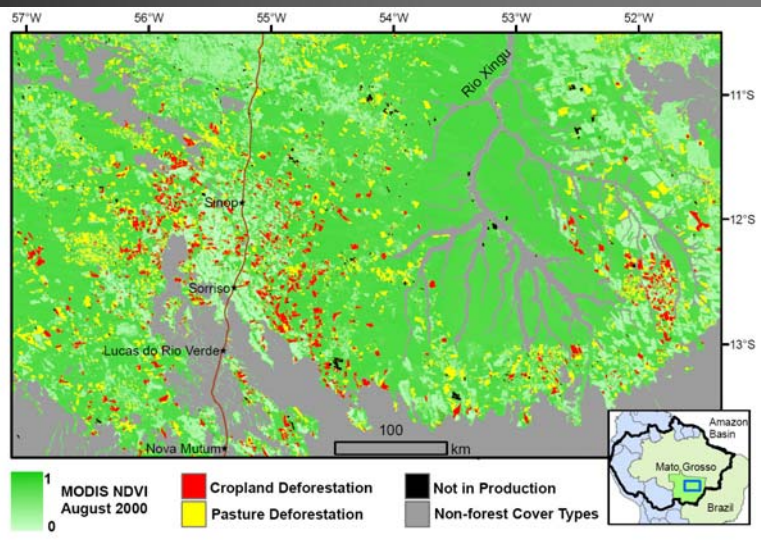 57°W 56°W 55°W 54°W 53°W 52°W
Rio Xingu
11°S
Sinop
12°S
Sorriso
Lucas do Rio Verde
13°S
Nova Mutum
100
km
Amazon
Basin
Mato Grosso
Brazil
1
0
MODIS NDVI
August 2000
Cropland Deforestation
Pasture Deforestation
Not in Production
Non-forest Cover Types